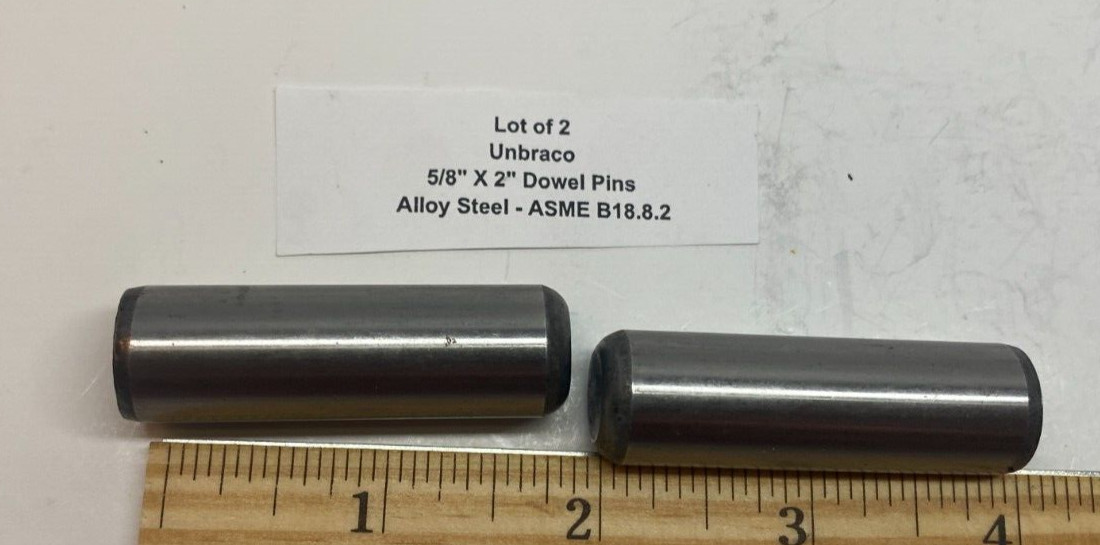 Lot of 2
Unbraco
5/8" X 2" Dowel Pins
Alloy Steel - ASME B18.8.2
1 2 3 4